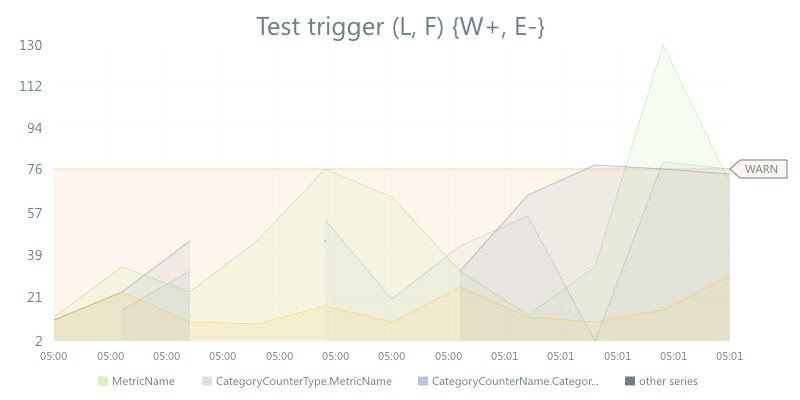 Test trigger (L, F) {W+, E-}
130
112
94
76
57
39
21
2
WARN
05:00 05:00 05:00 05:00 05:00 05:00 05:00 05:00 05:01 05:01 05:01 05:01 05:01
MetricName CategoryCounterType.MetricName CategoryCounterName.Categor... other series